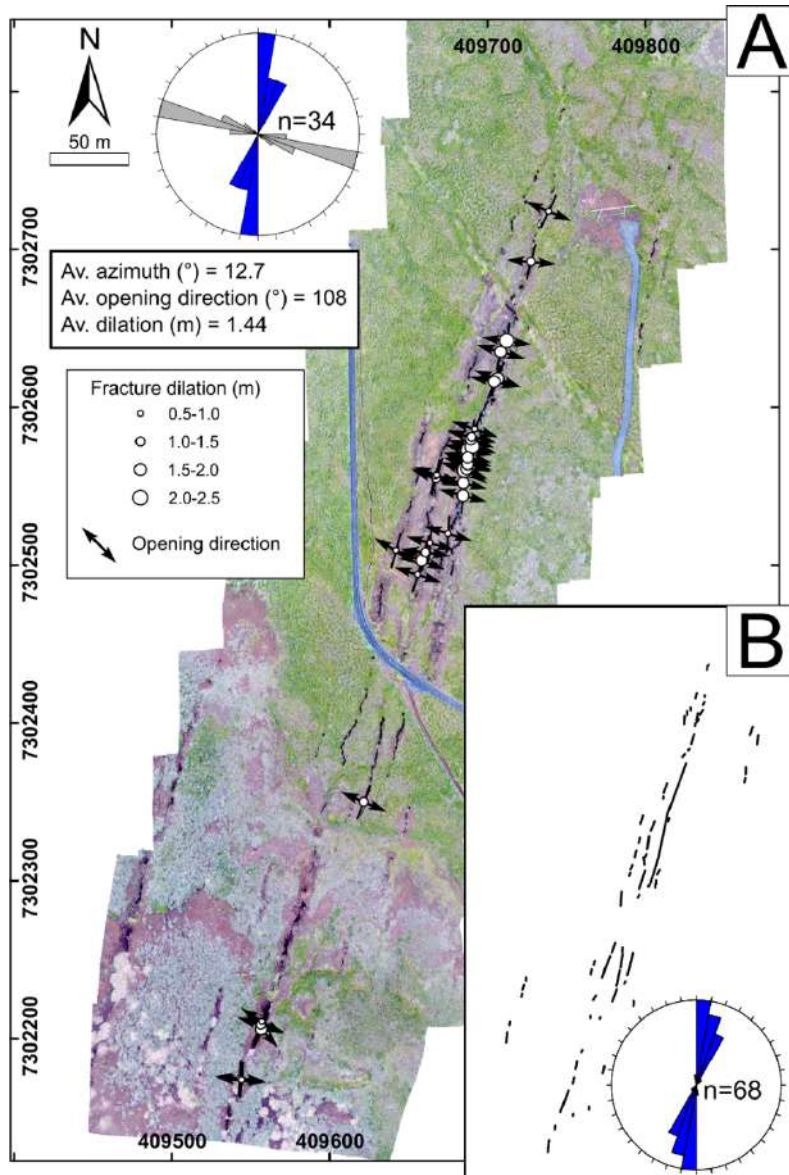 A
409700 409800
N
50 m
n=34
Av. azimuth (°) = 12.7
Av. opening direction (°) = 108
Av. dilation (m) = 1.44
Fracture dilation (m)
0.5-1.0
1.0-1.5
1.5-2.0
2.0-2.5
Opening direction
7302700
7302600
7302500
7302400
7302300
7302200
409500 409600
B
n=68